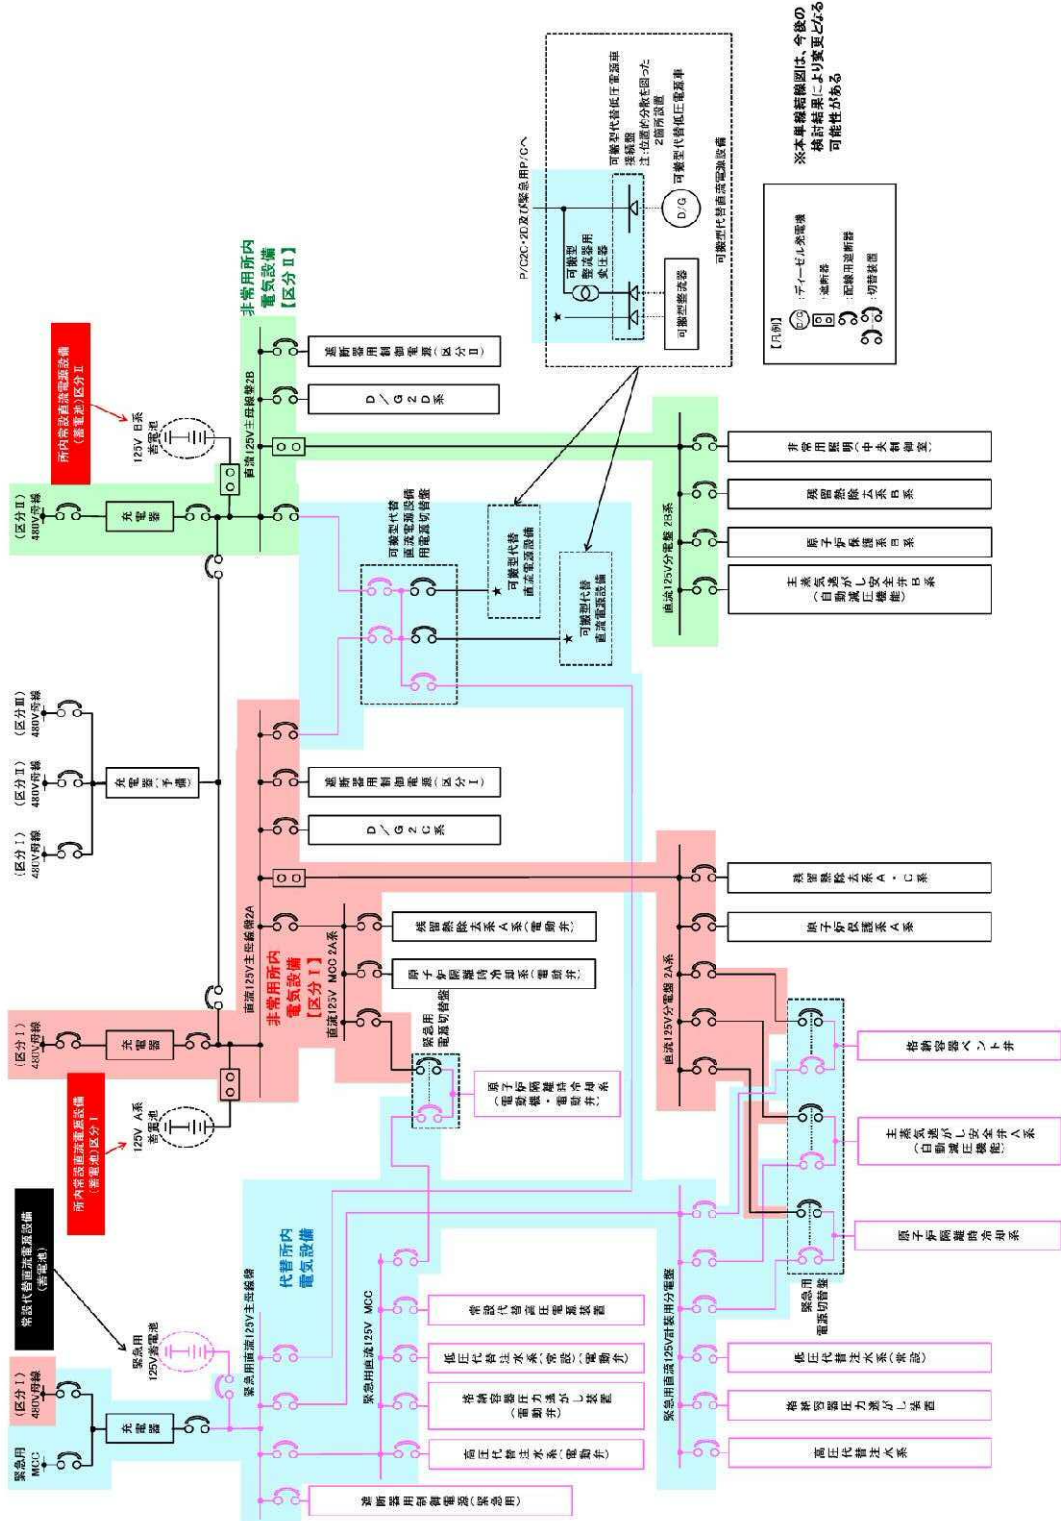 緊急用
MCC
(区分Ⅰ)
480V母線
充電器
常設代替直流電源設備
(蓄電池)
緊急用
125V蓄電池
所内常設直流電源設備
(蓄電池)区分Ⅰ
125V A系
蓄電池
(区分Ⅰ)
480V母線
充電器
(区分Ⅰ)
480V母線
(区分Ⅱ)
480V母線
(区分Ⅲ)
480V母線
充電器(予備)
(区分Ⅱ)
480V母線
充電器
所内常設直流電源設備
(蓄電池)区分Ⅱ
125V B系
蓄電池
緊急用直流125V主母線盤
代替所内
電気設備
遮断器用制御電源(緊急用)
緊急用直流125V MCC
高圧代替注水系(電動弁)
格納容器圧力逃がし装置
(電動弁)
低圧代替注水系(常設)(電動弁)
常設代替高圧電源装置
緊急用直流125V計装用分電盤
高圧代替注水系
格納容器圧力逃がし装置
低圧代替注水系(常設)
直流125V主母線盤2A
非常用所内
電気設備
【区分Ⅰ】
直流125V MCC 2A系
緊急用
電源切替盤
原子炉隔離時冷却系
(電動機・電動弁)
原子炉隔離時冷却系(電動弁)
残留熱除去系A系(電動弁)
D/G2C系
遮断器用制御電源(区分Ⅰ)
直流125V分電盤 2A系
原子炉保護系A系
残留熱除去系A・C系
緊急用
電源切替盤
原子炉隔離時冷却系
主蒸気逃がし安全弁A系
(自動減圧機能)
格納容器ベント弁
直流125V主母線盤2B
非常用所内
電気設備
【区分Ⅱ】
D/G2D系
遮断器用制御電源(区分Ⅱ)
可搬型代替
直流電源設備
用電源切替盤
可搬型代替
直流電源設備
可搬型代替
直流電源設備
直流125V分電盤 2B系
主蒸気逃がし安全弁B系
(自動減圧機能)
原子炉保護系B系
残留熱除去系B系
非常用照明(中央制御室)
P/C2C・2D及び緊急用P/Cへ
可搬型
整流器用
変圧器
可搬型整流器
D/G
可搬型代替低圧電源車
接続盤
注:位置的分散を図った
2箇所設置
可搬型代替低圧電源車
可搬型代替直流電源設備
【凡例】
D/G :ディーゼル発電機
:遮断器
:配線用遮断器
:切替装置
※本単線結線図は、今後の
検討結果により変更となる
可能性がある